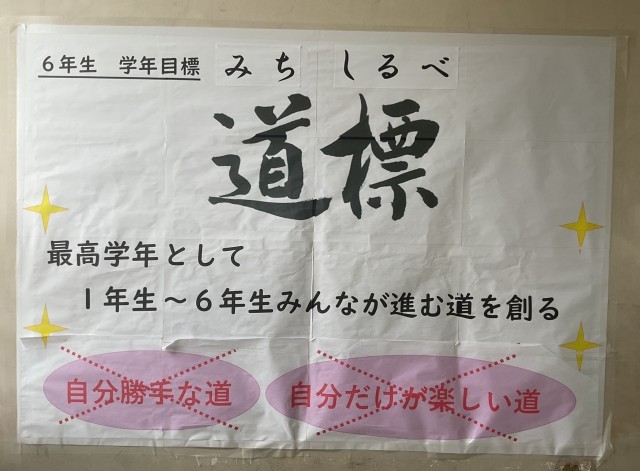 6年生 学年目標 みちしるべ
道標
最高学年として
1年生～6年生みんなが進む道を創る
自分勝手な道 自分だけが楽しい道